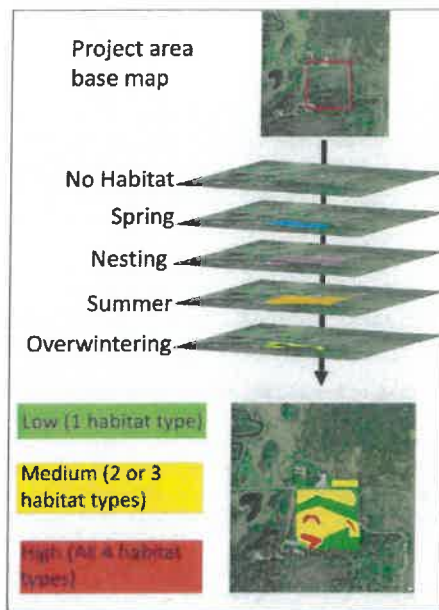 Project area
base map
No Habitat
Spring
Nesting
Summer
Overwintering
Low (1 habitat type)
Medium (2 or 3
habitat types)
High (All 4 habitat
types)